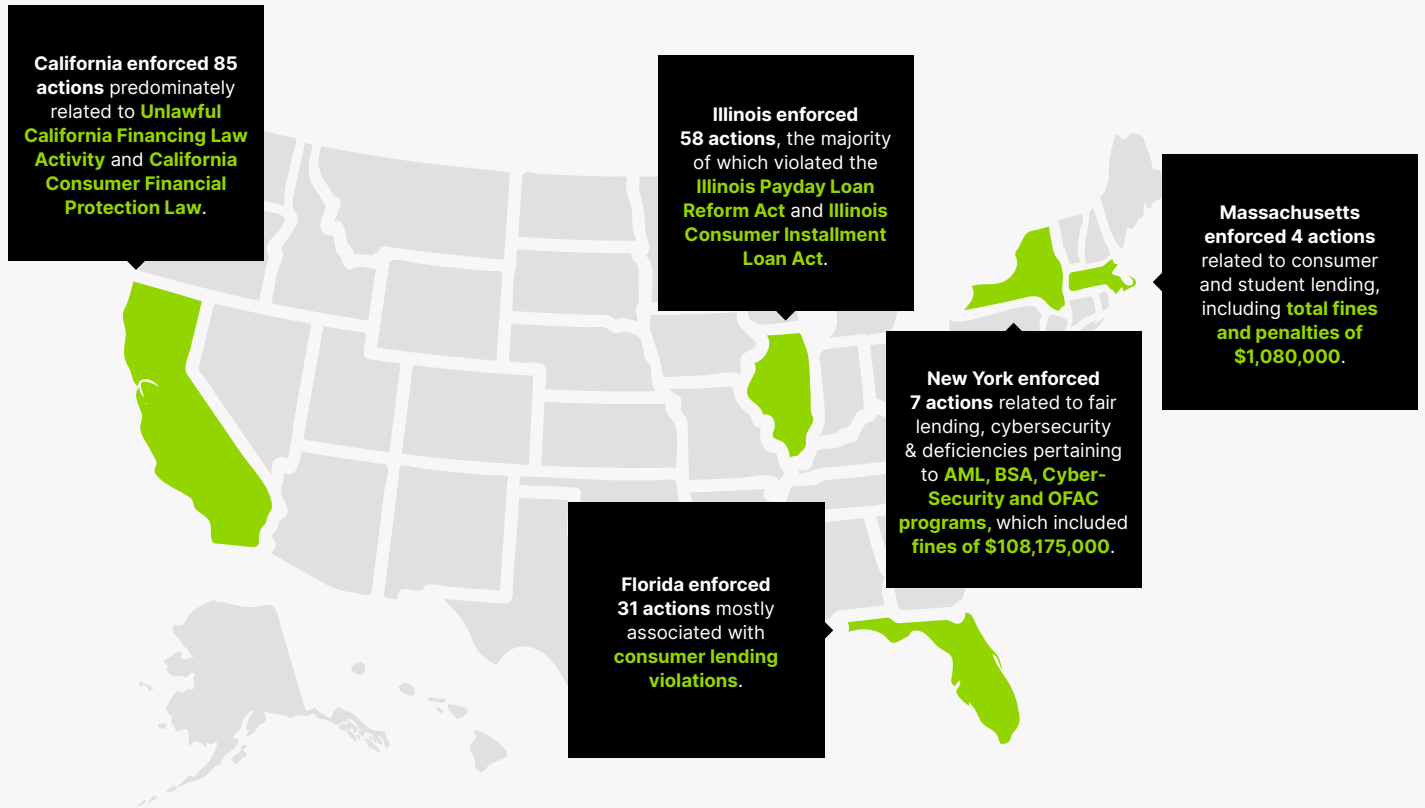 California enforced 85
actions predominately
related to Unlawful
California Financing Law
Activity and California
Consumer Financial
Protection Law.
Illinois enforced
58 actions, the majority
of which violated the
Illinois Payday Loan
Reform Act and Illinois
Consumer Installment
Loan Act.
Massachusetts
enforced 4 actions
related to consumer
and student lending,
including total fines
and penalties of
$1,080,000.
New York enforced
7 actions related to fair
lending, cybersecurity
& deficiencies pertaining
to AML, BSA, Cyber-
Security and OFAC
programs, which included
fines of $108,175,000.
Florida enforced
31 actions mostly
associated with
consumer lending
violations.